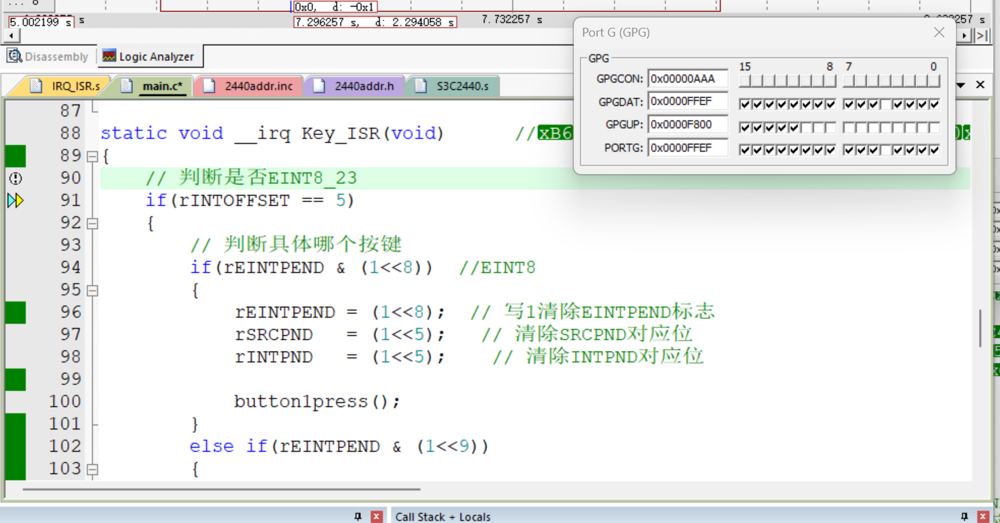 0x0, d: -0x1
5.002199 s s
7.296257 s, d: 2.294058 s 7.732257 s 257 s
Disassembly Logic Analyzer
IRQ_ISR.s main.c* 2440addr.inc 2440addr.h S3C2440.s
Port G (GPG)
GPG
15 8 7 0
GPGCON: 0x00000AAA
GPGDAT: 0x0000FFEF
GPGUP: 0x0000F800
PORTG: 0x0000FFEF
87
88 static void __irq Key_ISR(void) //xB6
89 {
90 // 判断是否EINT8_23
91 if(rINTOFFSET == 5)
92 {
93 // 判断具体哪个按键
94 if(rEINTPEND & (1<<8)) //EINT8
95 {
96 rEINTPEND = (1<<8); // 写1清除EINTPEND标志
97 rSRCPND = (1<<5); // 清除SRCPND对应位
98 rINTPND = (1<<5); // 清除INTPND对应位
99
100 button1press();
101 }
102 else if(rEINTPEND & (1<<9))
103 {
Call Stack + Locals